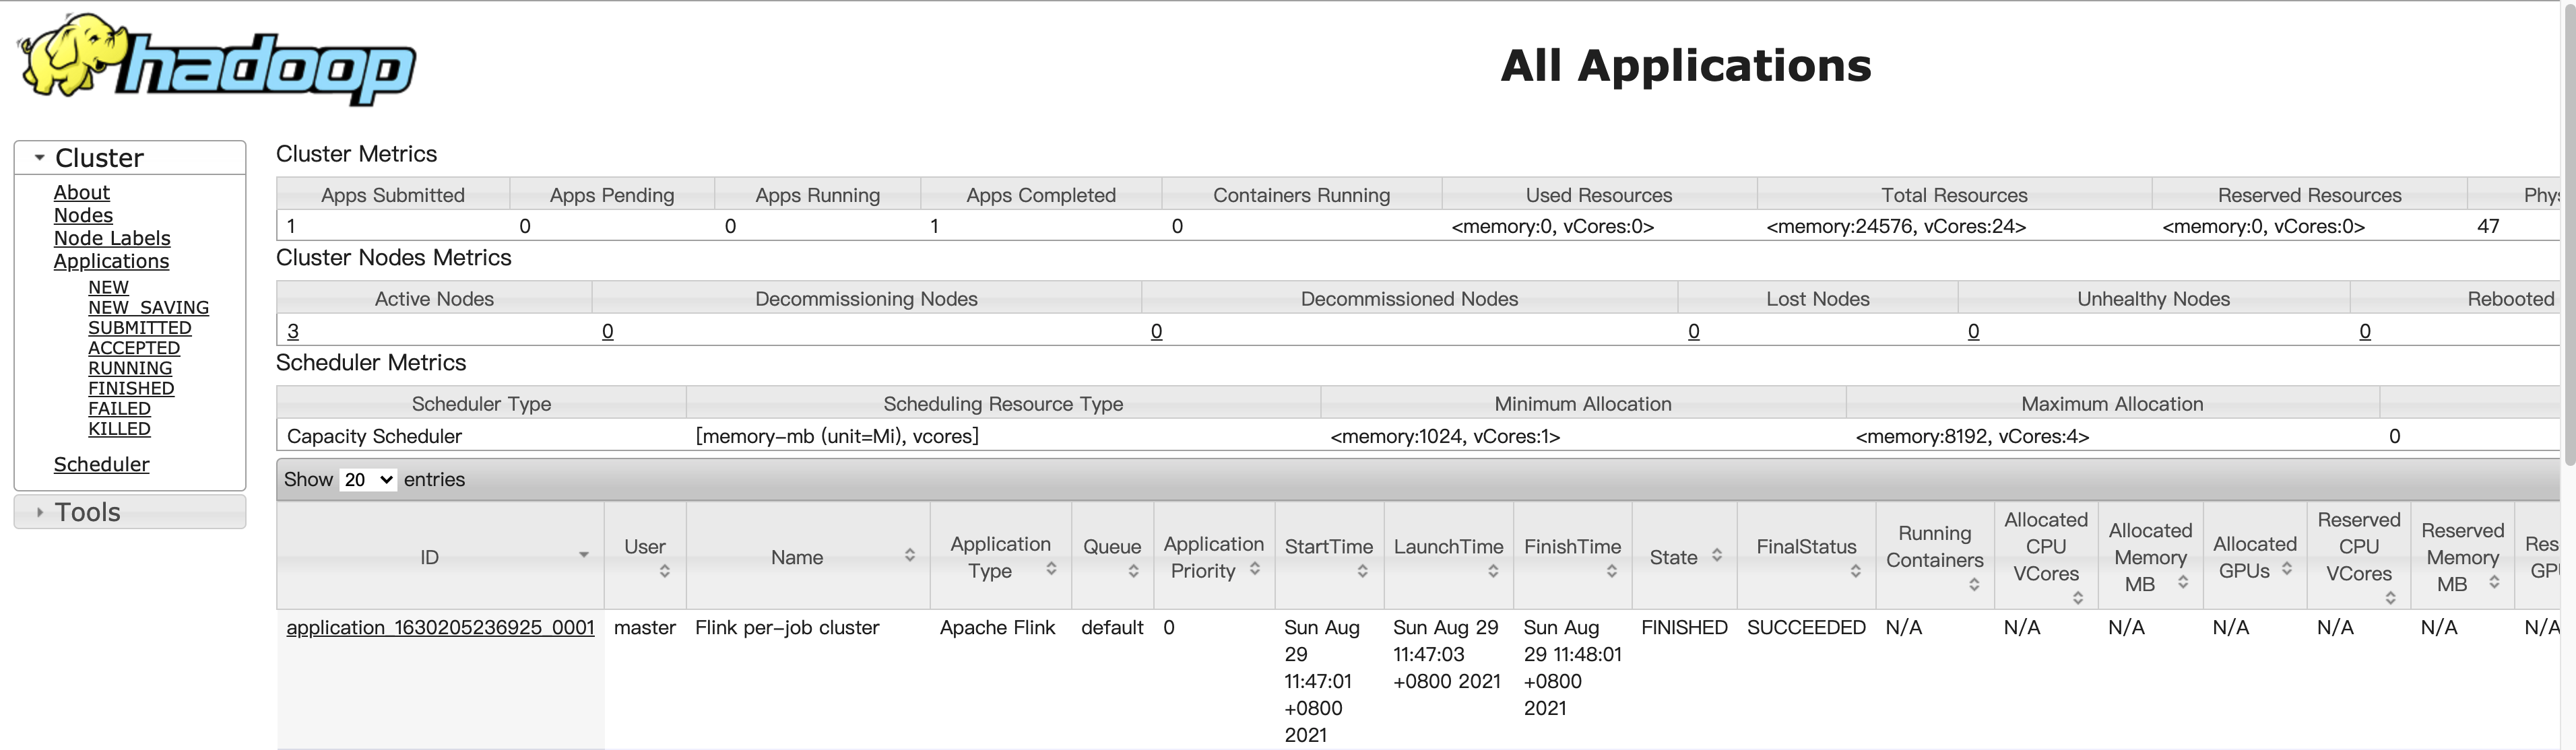 hadoop
All Applications
Cluster
About
Nodes
Node Labels
Applications
NEW
NEW_SAVING
SUBMITTED
ACCEPTED
RUNNING
FINISHED
FAILED
KILLED
Scheduler
Tools
Cluster Metrics
Apps Submitted Apps Pending Apps Running Apps Completed Containers Running Used Resources Total Resources Reserved Resources
1 0 0 1 0 <memory:0, vCores:0> <memory:24576, vCores:24> <memory:0, vCores:0> 47
Cluster Nodes Metrics
Active Nodes Decommissioning Nodes Decommissioned Nodes Lost Nodes Unhealthy Nodes Rebooted
3 0 0 0 0 0
Scheduler Metrics
Scheduler Type Scheduling Resource Type Minimum Allocation Maximum Allocation
Capacity Scheduler [memory-mb (unit=Mi), vcores] <memory:1024, vCores:1> <memory:8192, vCores:4> 0
Show 20 entries
ID
User
Name
Application
Type
Queue
Application
Priority
StartTime
LaunchTime
FinishTime
State
FinalStatus
Running
Containers
Allocated
CPU
VCores
Allocated
Memory
MB
Allocated
GPUs
Reserved
CPU
VCores
Reserved
Memory
MB
application_1630205236925_0001
master
Flink per-job cluster
Apache Flink
default
0
Sun Aug
29
11:47:01
+0800
2021
Sun Aug 29
11:47:03
+0800 2021
Sun Aug
29 11:48:01
+0800
2021
FINISHED
SUCCEEDED
N/A
N/A
N/A
N/A
N/A
N/A
N/A